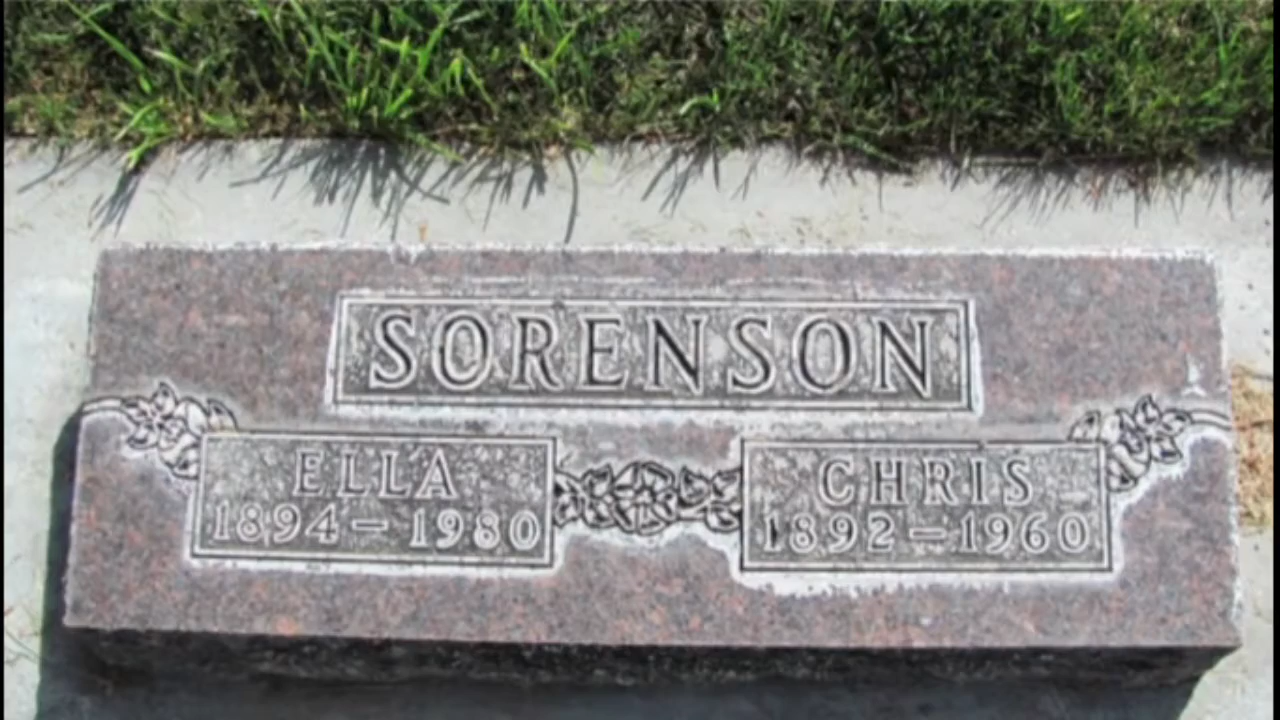 SORENSON
ELLA
1894 – 1980
CHRIS
1892 – 1960